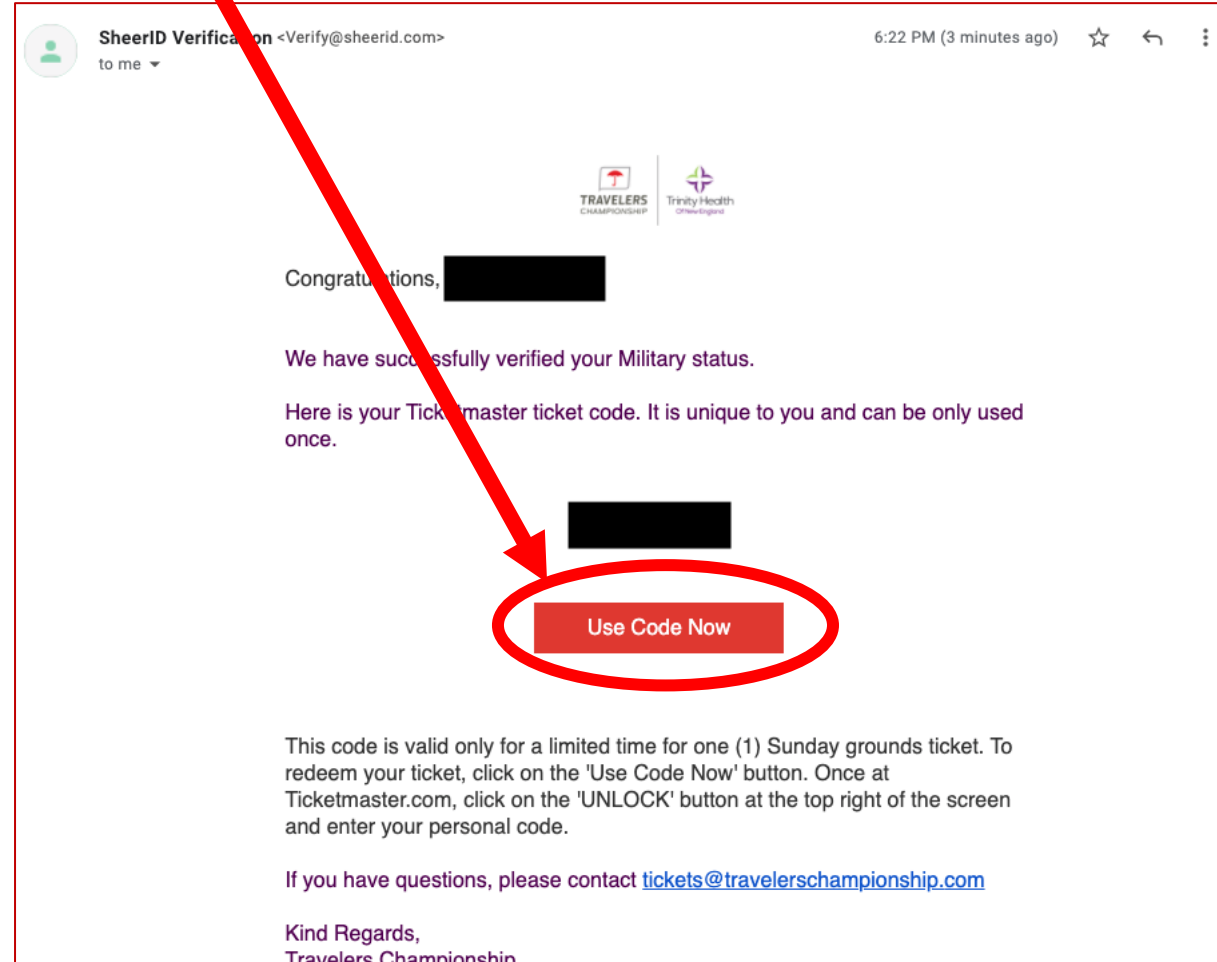 SheerID Verification <Verify@sheerid.com>
6:22 PM (3 minutes ago)
to me
TRAVELERS
CHAMPIONSHIP
Trinity Health
Of New England
Congratulations,
We have successfully verified your Military status.
Here is your Ticketmaster ticket code. It is unique to you and can be only used
once.
Use Code Now
This code is valid only for a limited time for one (1) Sunday grounds ticket. To
redeem your ticket, click on the 'Use Code Now' button. Once at
Ticketmaster.com, click on the 'UNLOCK' button at the top right of the screen
and enter your personal code.
If you have questions, please contact tickets@travelerschampionship.com
Kind Regards,
Travelers Championship